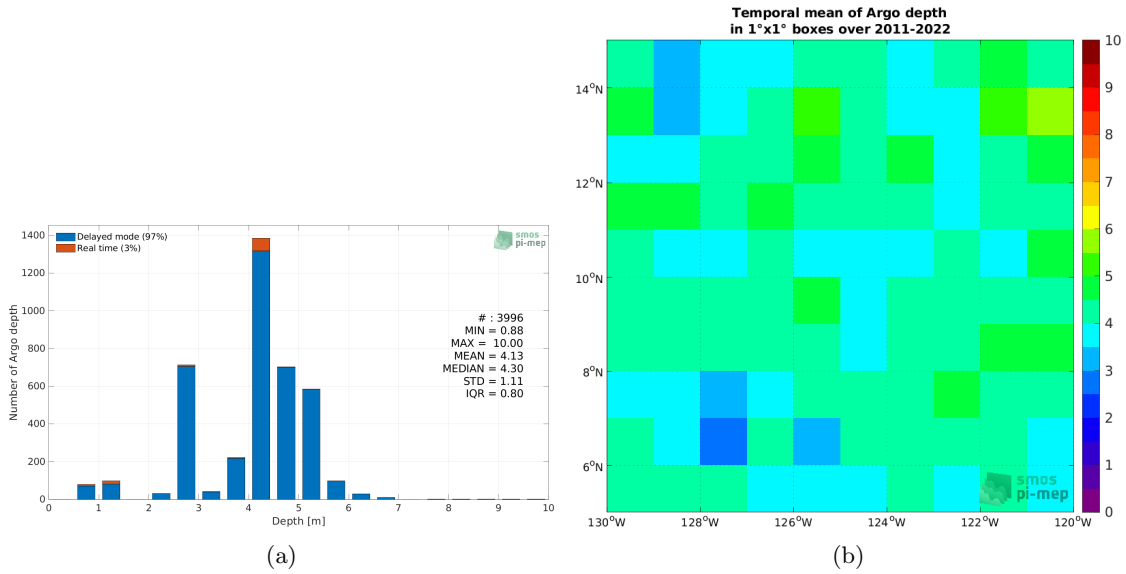 Delayed mode (97%)
Real time (3%)
smos
pi-mep
# : 3996
MIN = 0.88
MAX = 10.00
MEAN = 4.13
MEDIAN = 4.30
STD = 1.11
IQR = 0.80
Number of Argo depth
1400
1200
1000
800
600
400
200
0
0 1 2 3 4 5 6 7 8 9 10
Depth [m]
(a)
Temporal mean of Argo depth
in 1°x1° boxes over 2011-2022
14°N
12°N
10°N
8°N
6°N
130°W 128°W 126°W 124°W 122°W 120°W
smos
pi-mep
10
9
8
7
6
5
4
3
2
1
0
(b)